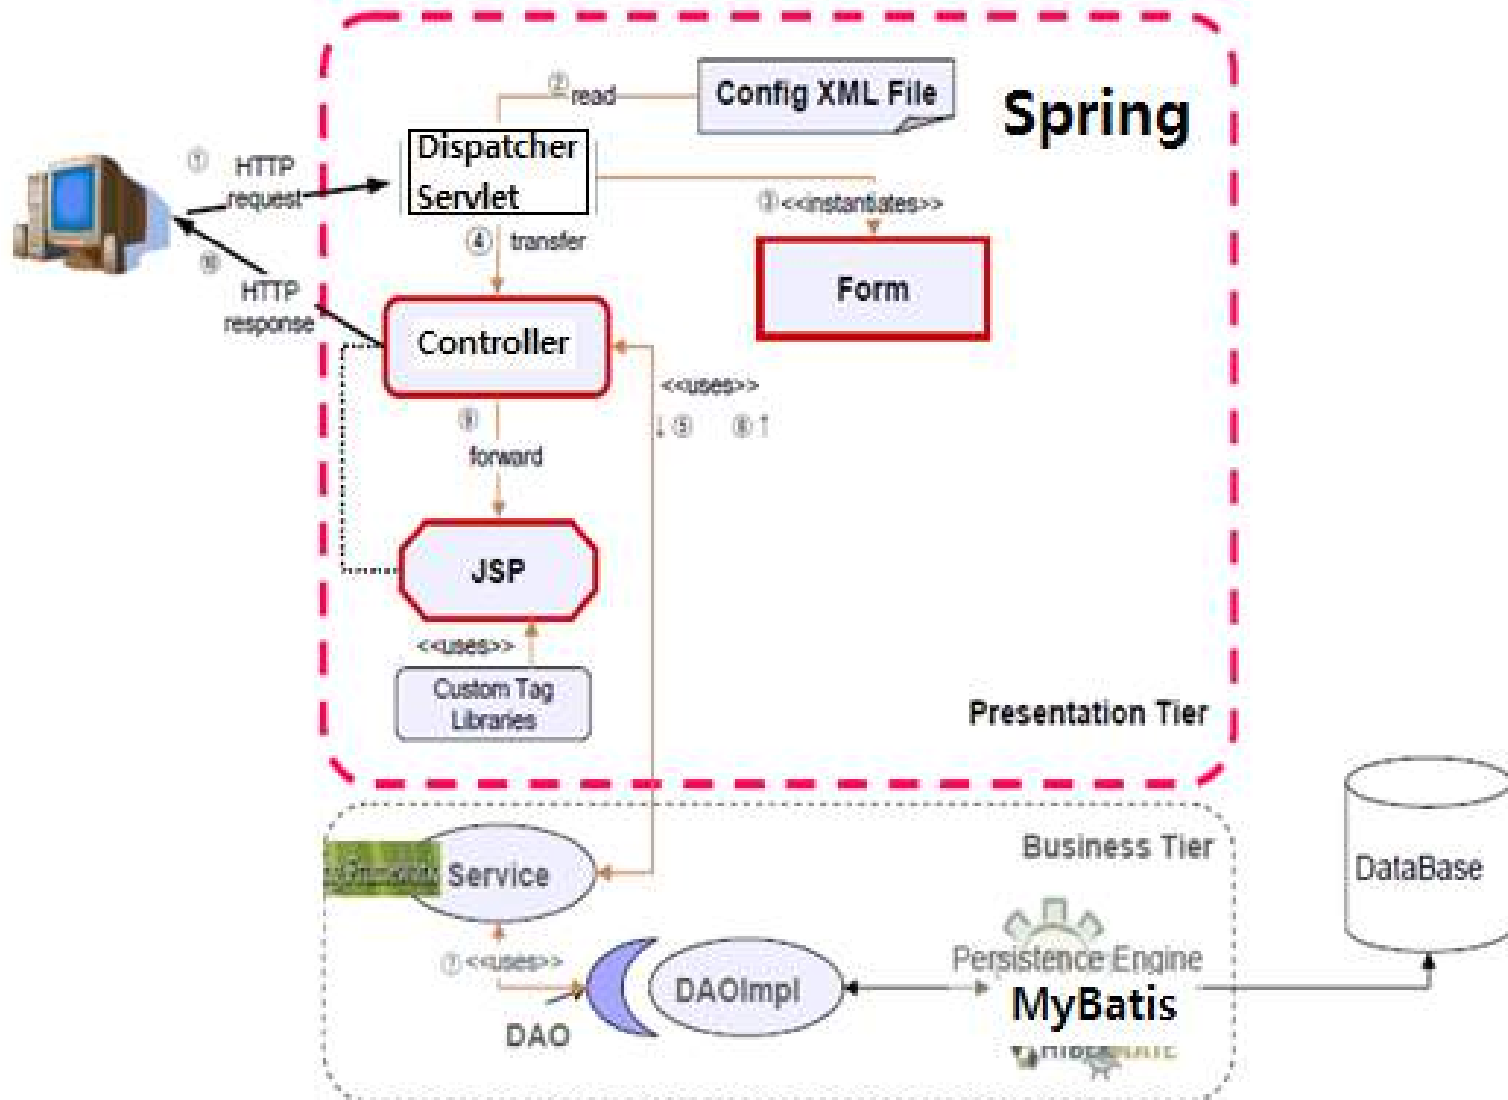 ② read
Config XML File
Spring
①
HTTP
request
Dispatcher
Servlet
③ <<instantiates>>
④ transfer
Form
⑩
HTTP
response
Controller
<<uses>>
↓ ⑤ ⑥ ↑
⑨
forward
JSP
<<uses>>
Custom Tag
Libraries
Presentation Tier
Business Tier
Service
DataBase
⑦ <<uses>>
Persistence Engine
DAOImpl
MyBatis
DAO